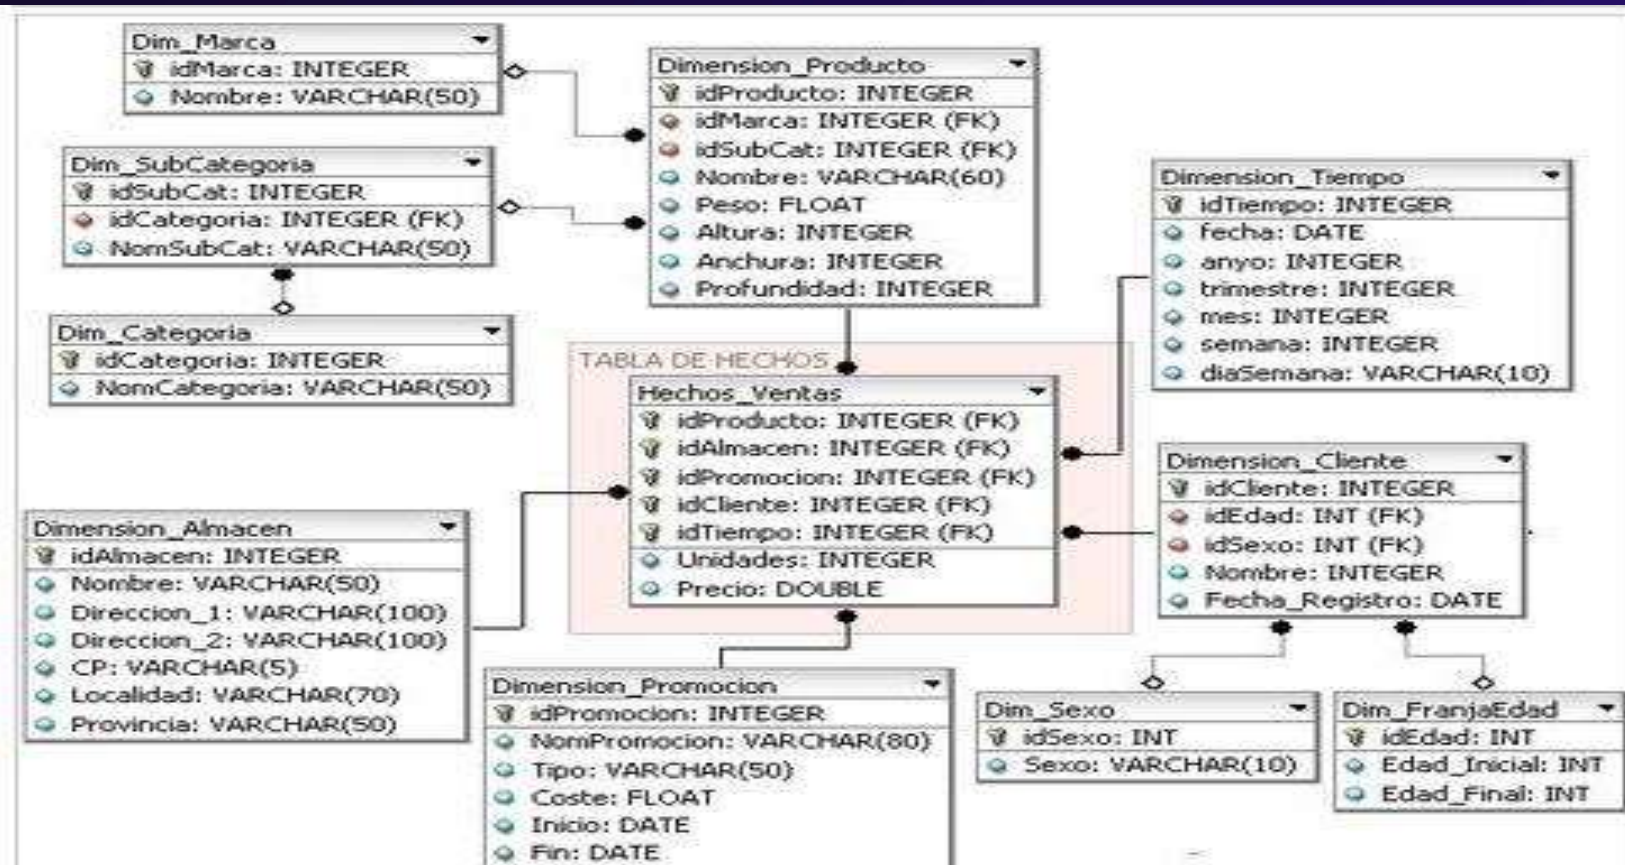 Dim_Marca
idMarca: INTEGER
Nombre: VARCHAR(50)
Dimension_Producto
idProducto: INTEGER
idMarca: INTEGER (FK)
idSubCat: INTEGER (FK)
Nombre: VARCHAR(60)
Peso: FLOAT
Altura: INTEGER
Anchura: INTEGER
Profundidad: INTEGER
Dim_SubCategoria
idSubCat: INTEGER
idCategoria: INTEGER (FK)
NomSubCat: VARCHAR(50)
Dimension_Tiempo
idTiempo: INTEGER
fecha: DATE
anyo: INTEGER
trimestre: INTEGER
mes: INTEGER
semana: INTEGER
diaSemana: VARCHAR(10)
Dim_Categoria
idCategoria: INTEGER
NomCategoria: VARCHAR(50)
TABLA DE HECHOS
Hechos_Ventas
idProducto: INTEGER (FK)
idAlmacen: INTEGER (FK)
idPromocion: INTEGER (FK)
idCliente: INTEGER (FK)
idTiempo: INTEGER (FK)
Unidades: INTEGER
Precio: DOUBLE
Dimension_Cliente
idCliente: INTEGER
idEdad: INT (FK)
idSexo: INT (FK)
Nombre: INTEGER
Fecha_Registro: DATE
Dimension_Almacen
idAlmacen: INTEGER
Nombre: VARCHAR(50)
Direccion_1: VARCHAR(100)
Direccion_2: VARCHAR(100)
CP: VARCHAR(5)
Localidad: VARCHAR(70)
Provincia: VARCHAR(50)
Dimension_Promocion
idPromocion: INTEGER
NomPromocion: VARCHAR(80)
Tipo: VARCHAR(50)
Coste: FLOAT
Inicio: DATE
Fin: DATE
Dim_Sexo
idSexo: INT
Sexo: VARCHAR(10)
Dim_FranjaEdad
idEdad: INT
Edad_Inicial: INT
Edad_Final: INT